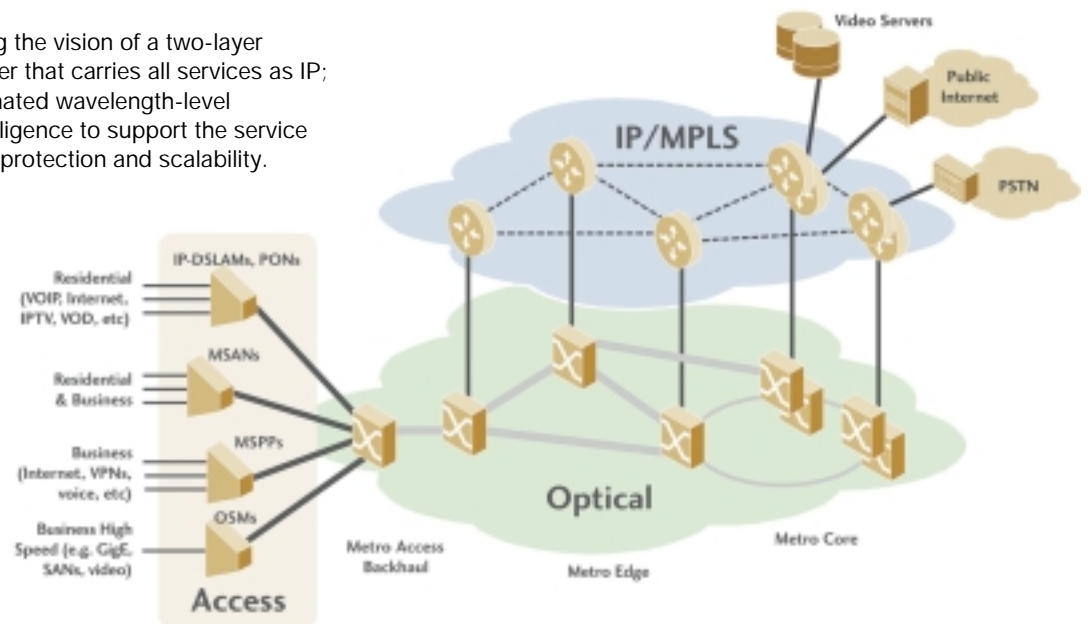 g the vision of a two-layer
er that carries all services as IP;
nated wavelength-level
lligence to support the service
protection and scalability.
Video Servers
Public
Internet
PSTN
IP/MPLS
IP-DSLAMs, PONs
Residential
(VOIP, Internet,
IPTV, VOD, etc)
MSANs
Residential
& Business
MSPPs
Business
(Internet, VPNs,
voice, etc)
OSMs
Business High
Speed (e.g. GigE,
SANs, video)
Access
Optical
Metro Access
Backhaul
Metro Edge
Metro Core